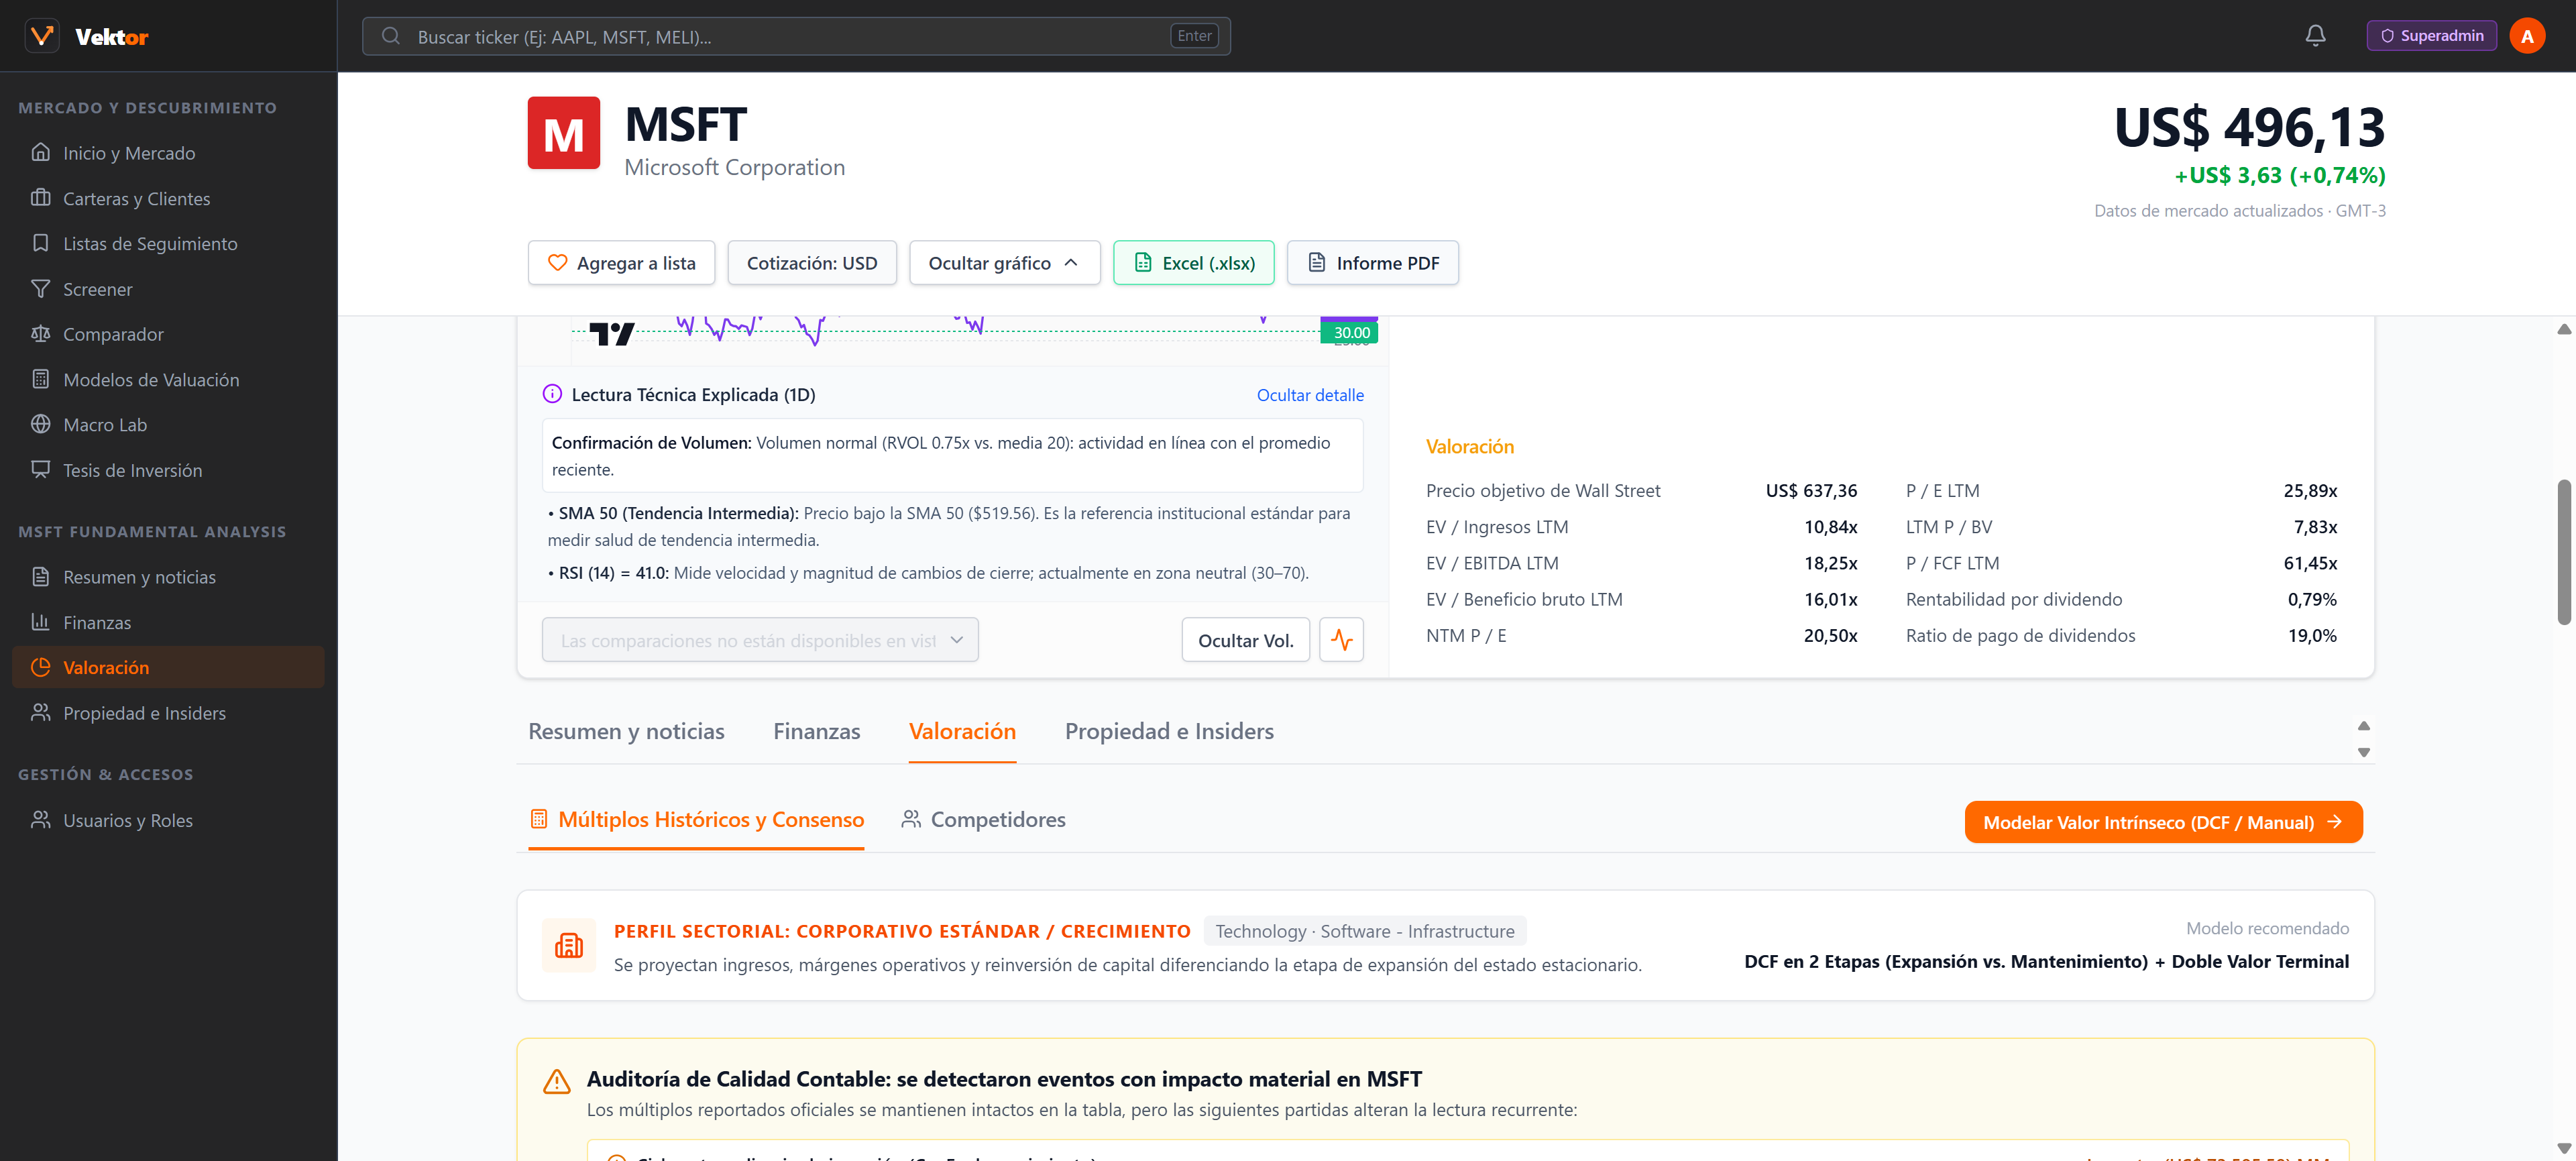 Vektor
Buscar ticker (Ej: AAPL, MSFT, MELI)...
Enter
Superadmin
A
MERCADO Y DESCUBRIMIENTO
Inicio y Mercado
Carteras y Clientes
Listas de Seguimiento
Screener
Comparador
Modelos de Valuación
Macro Lab
Tesis de Inversión
MSFT FUNDAMENTAL ANALYSIS
Resumen y noticias
Finanzas
Valoración
Propiedad e Insiders
GESTIÓN & ACCESOS
Usuarios y Roles
M
MSFT
Microsoft Corporation
US$ 496,13
+US$ 3,63 (+0,74%)
Datos de mercado actualizados · GMT-3
Agregar a lista
Cotización: USD
Ocultar gráfico
Excel (.xlsx)
Informe PDF
30.00
Lectura Técnica Explicada (1D)
Ocultar detalle
Confirmación de Volumen: Volumen normal (RVOL 0.75x vs. media 20): actividad en línea con el promedio
reciente.
• SMA 50 (Tendencia Intermedia): Precio bajo la SMA 50 ($519.56). Es la referencia institucional estándar para
medir salud de tendencia intermedia.
• RSI (14) = 41.0: Mide velocidad y magnitud de cambios de cierre; actualmente en zona neutral (30–70).
Las comparaciones no están disponibles en vist
Ocultar Vol.
Valoración
Precio objetivo de Wall Street US$ 637,36
P / E LTM 25,89x
EV / Ingresos LTM 10,84x
LTM P / BV 7,83x
EV / EBITDA LTM 18,25x
P / FCF LTM 61,45x
EV / Beneficio bruto LTM 16,01x
Rentabilidad por dividendo 0,79%
NTM P / E 20,50x
Ratio de pago de dividendos 19,0%
Resumen y noticias
Finanzas
Valoración
Propiedad e Insiders
Múltiplos Históricos y Consenso
Competidores
Modelar Valor Intrínseco (DCF / Manual)
PERFIL SECTORIAL: CORPORATIVO ESTÁNDAR / CRECIMIENTO
Technology · Software - Infrastructure
Se proyectan ingresos, márgenes operativos y reinversión de capital diferenciando la etapa de expansión del estado estacionario.
Modelo recomendado
DCF en 2 Etapas (Expansión vs. Mantenimiento) + Doble Valor Terminal
Auditoría de Calidad Contable: se detectaron eventos con impacto material en MSFT
Los múltiplos reportados oficiales se mantienen intactos en la tabla, pero las siguientes partidas alteran la lectura recurrente: